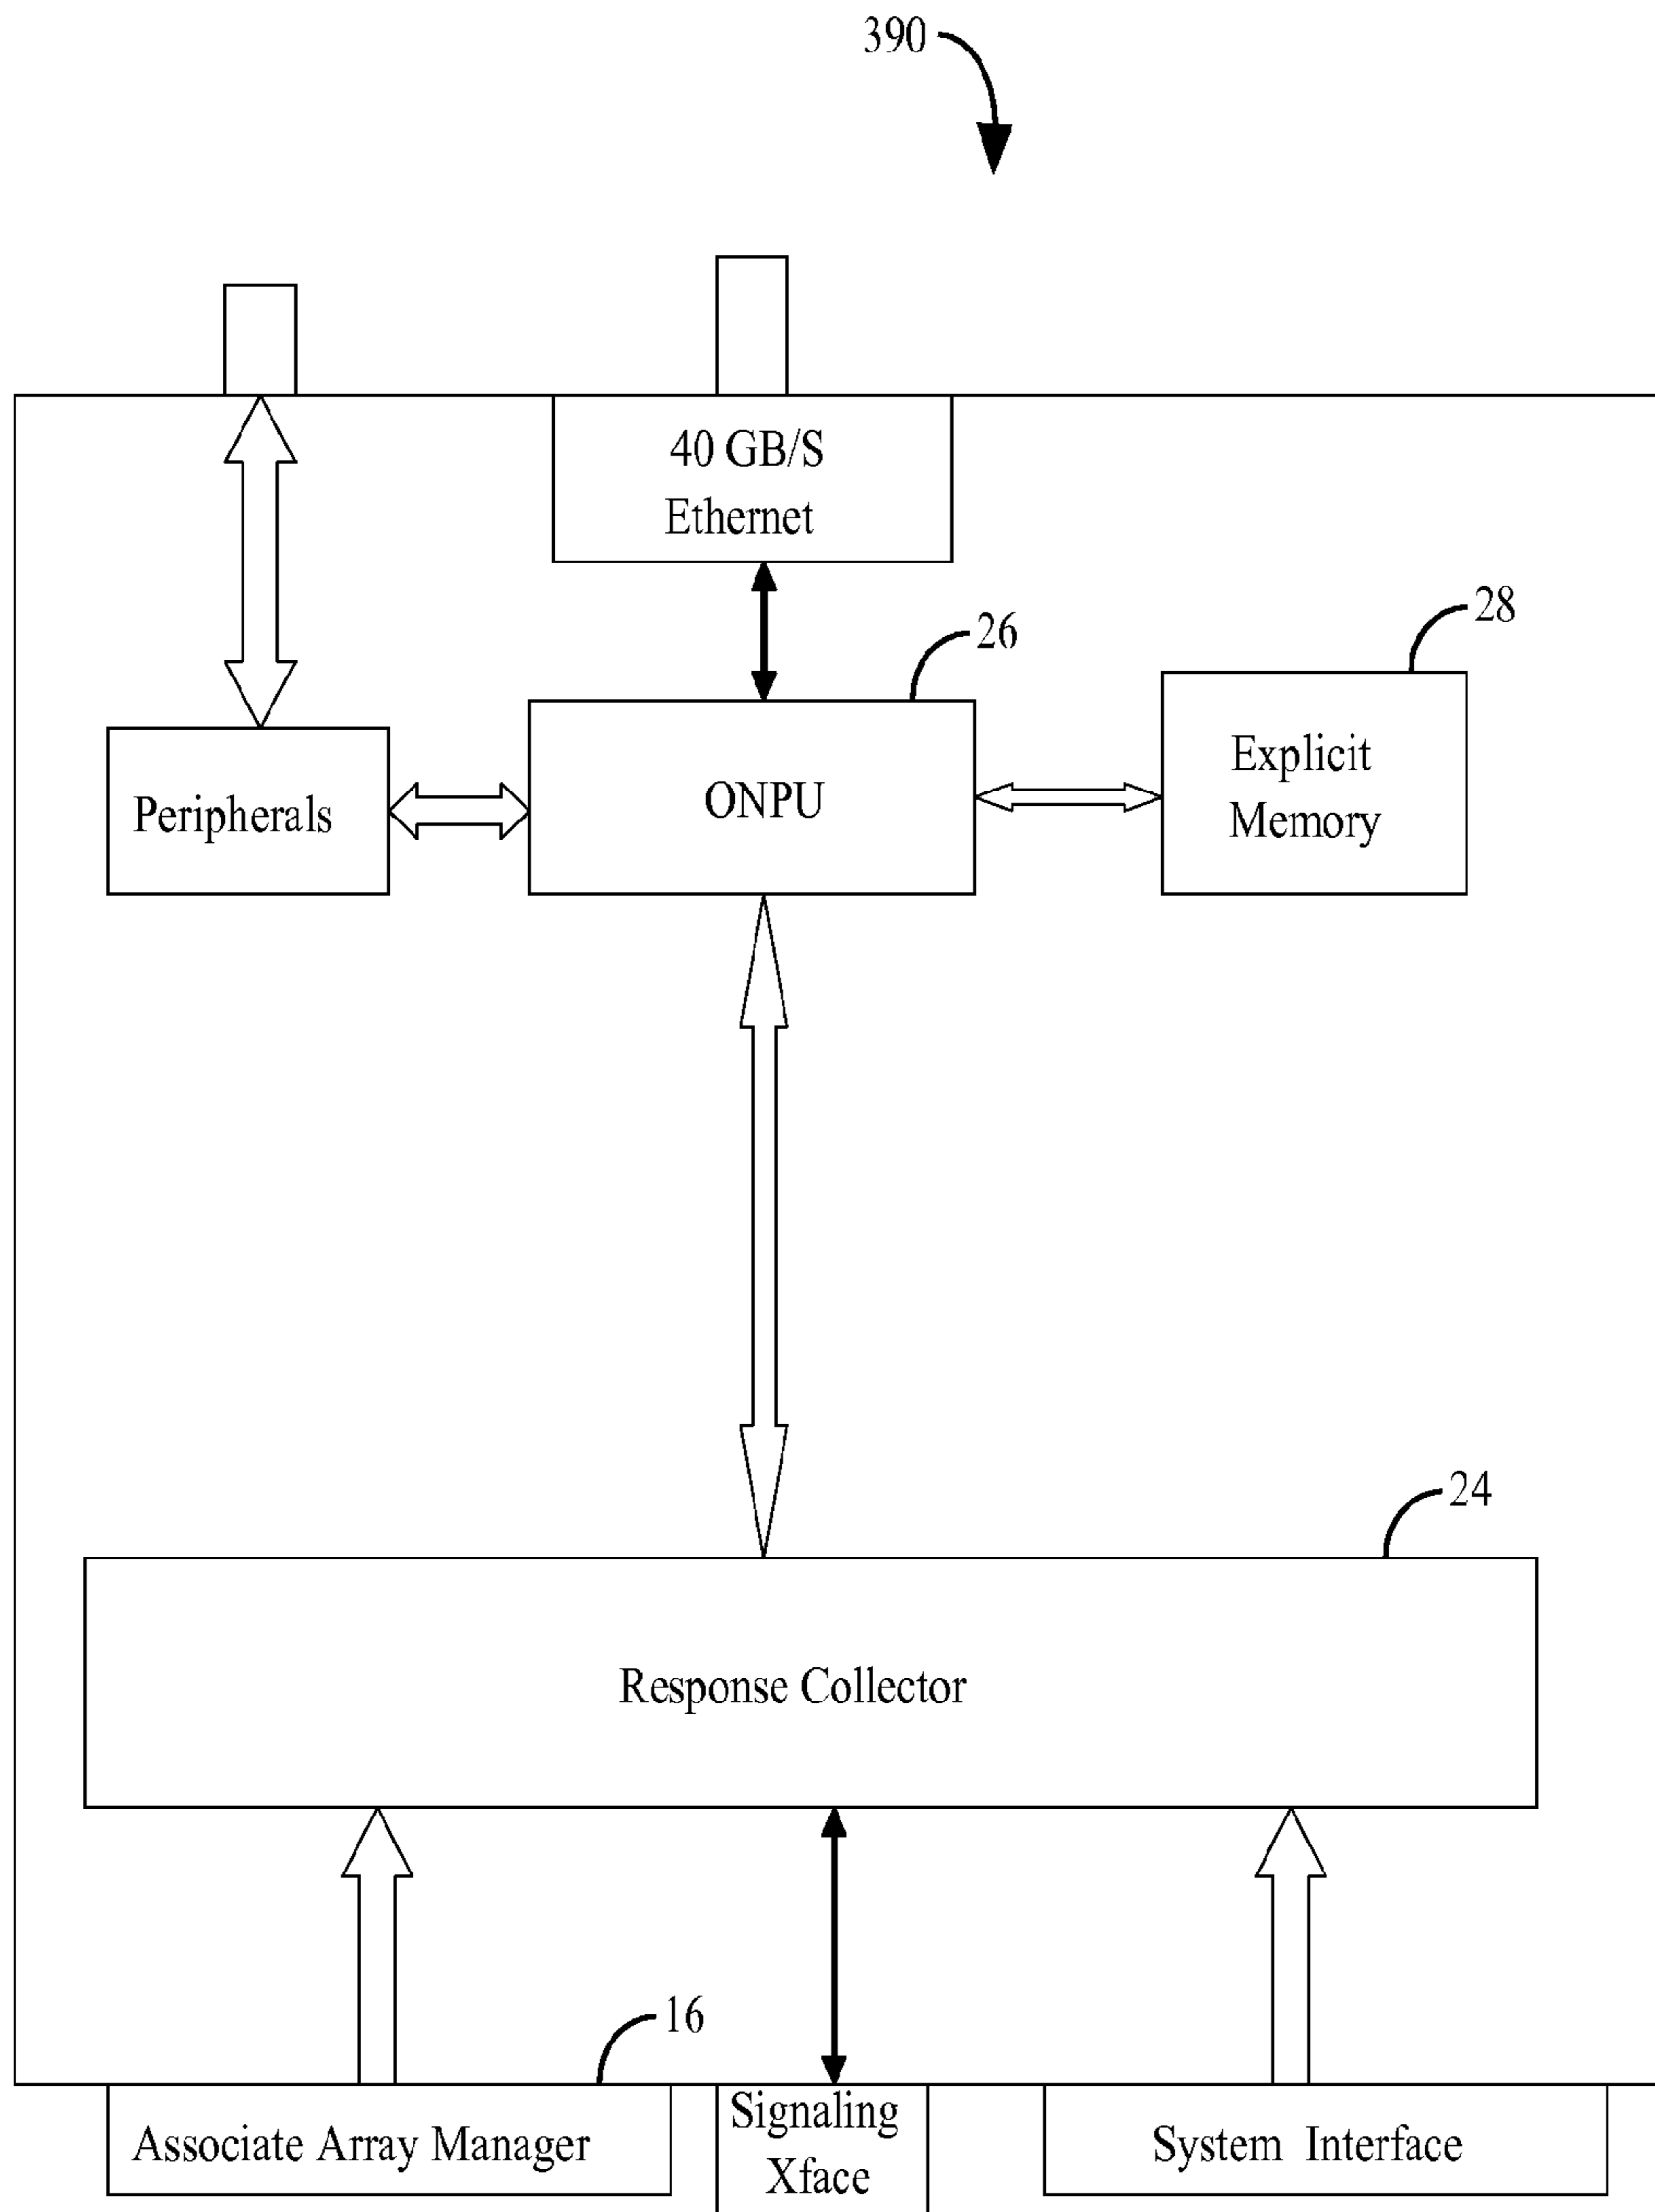 390
40 GB/S
Ethernet
26
28
Peripherals
ONPU
Explicit
Memory
24
Response Collector
16
Associate Array Manager
Signaling
Xface
System Interface